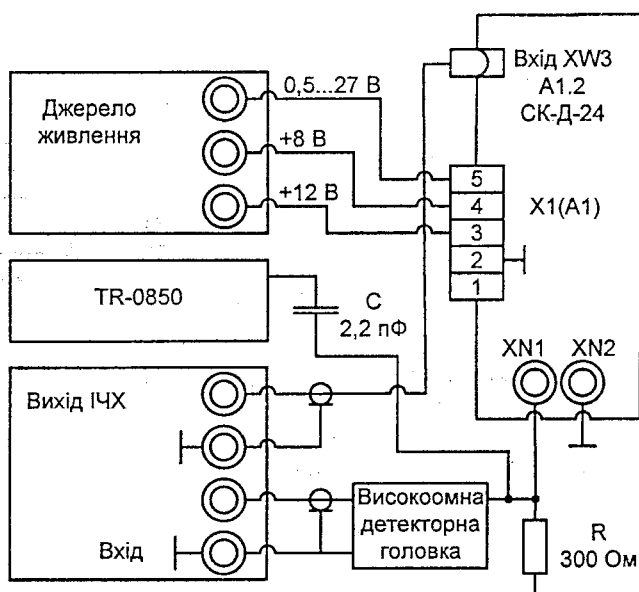 Вхід XW3
A1.2
СК-Д-24
Джерело
живлення
0,5...27 В
+8 В
+12 В
5
4
3
2
1
X1(A1)
TR-0850
C
2,2 пФ
XN1
XN2
Вихід ІЧХ
Вхід
Високоомна
детекторна
головка
R
300 Ом